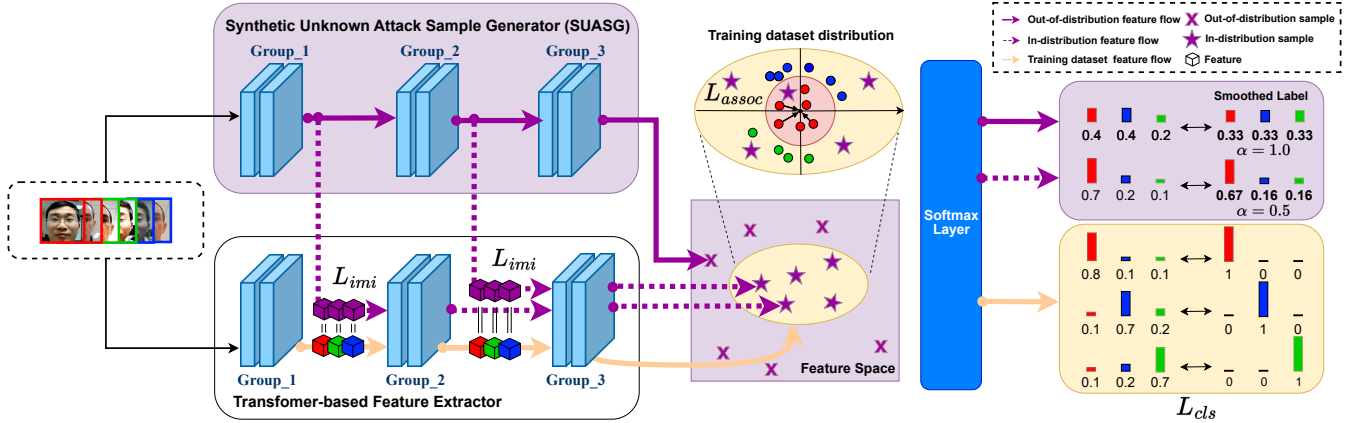 Synthetic Unknown Attack Sample Generator (SUASG)
Group_1
Group_2
Group_3
L_imi
L_imi
Group_1
Group_2
Group_3
Transfomer-based Feature Extractor
Training dataset distribution
L_assoc
Feature Space
Softmax
Layer
Out-of-distribution feature flow
Out-of-distribution sample
In-distribution feature flow
In-distribution sample
Training dataset feature flow
Feature
Smoothed Label
0.4 0.4 0.2 0.33 0.33 0.33
α = 1.0
0.7 0.2 0.1 0.67 0.16 0.16
α = 0.5
0.8 0.1 0.1 1 0 0
0.1 0.7 0.2 0 1 0
0.1 0.2 0.7 0 0 1
L_cls